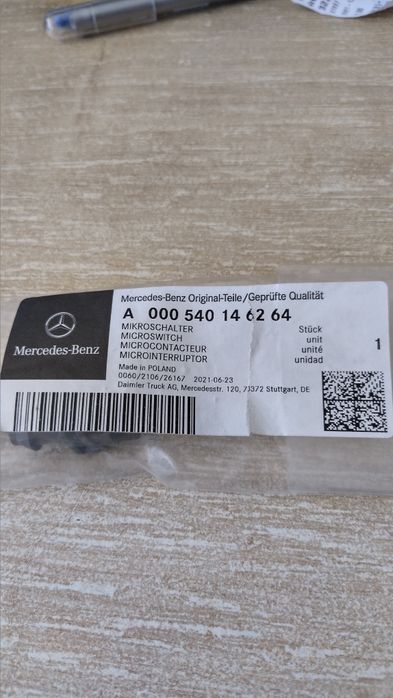 Mercedes-Benz
Mercedes-Benz Original-Teile/Geprüfte Qualität
A 000 540 14 62 64
MIKROSCHALTER
MICROSWITCH
MICROCONTACTEUR
MICROINTERRUPTOR
Stück
unit
unité
unidad
1
Made in POLAND
0060/2106/26167 2021-06-23
Daimler Truck AG, Mercedesstr. 120, 70372 Stuttgart, DE